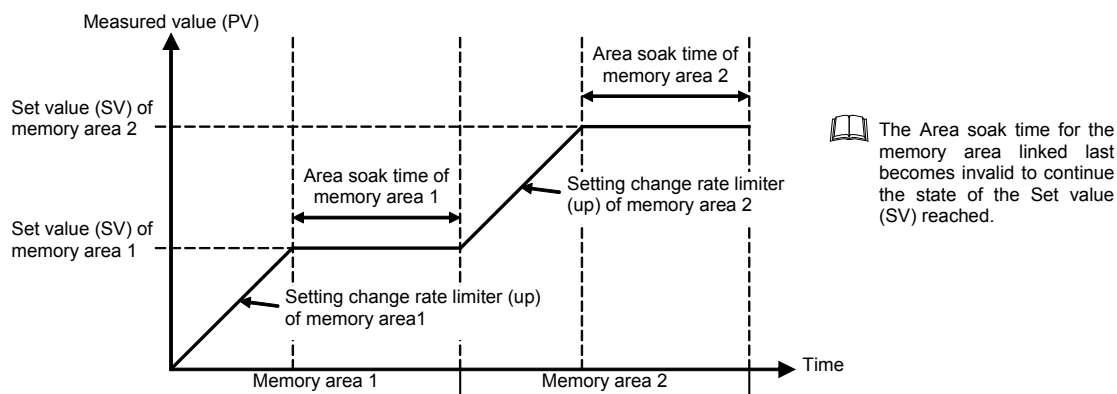 Measured value (PV)
Area soak time of
memory area 2
Set value (SV) of
memory area 2
Area soak time of
memory area 1
Setting change rate limiter
(up) of memory area 2
Set value (SV) of
memory area 1
Setting change rate limiter (up)
of memory area1
Time
Memory area 1
Memory area 2
The Area soak time for the
memory area linked last
becomes invalid to continue
the state of the Set value
(SV) reached.